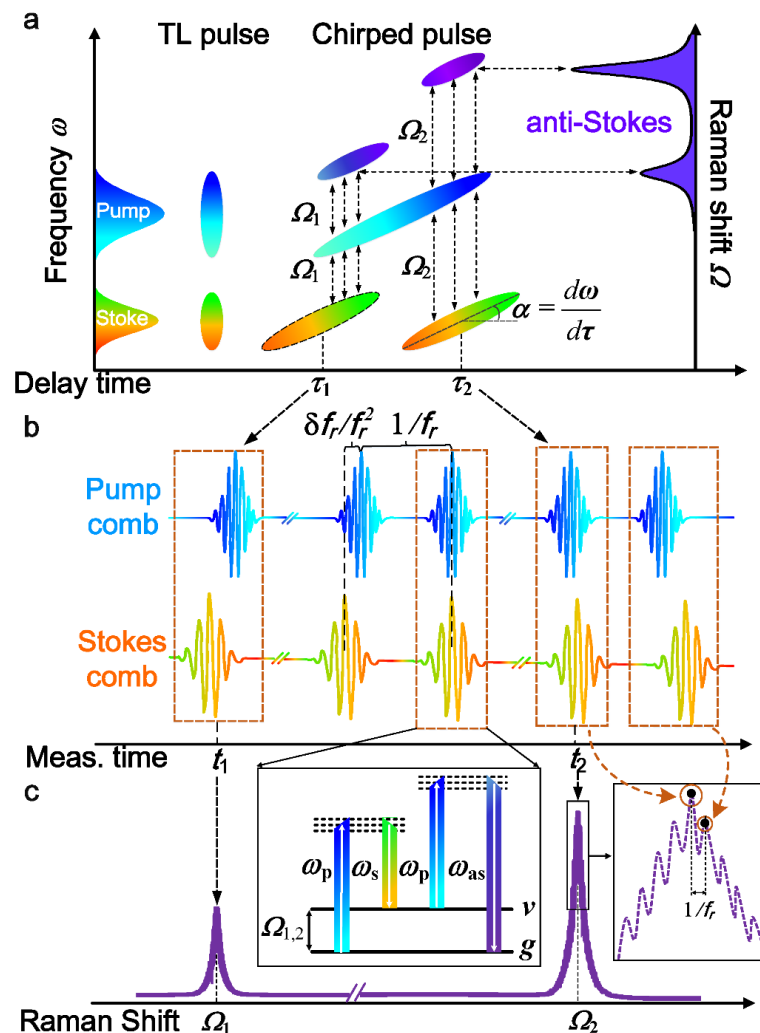 a
TL pulse
Chirped pulse
Frequency ω
Pump
Stoke
Ω₂
Ω₁
Ω₁
Ω₂
anti-Stokes
Raman shift Ω
α = dω/dτ
Delay time
τ₁
τ₂
b
δfᵣ/fᵣ²
1/fᵣ
Pump
comb
Stokes
comb
Meas. time
t₁
t₂
c
ωₚ
ωₛ
ωₚ
ωₐₛ
v
Ω₁,₂
g
1/fᵣ
Raman Shift
Ω₁
Ω₂